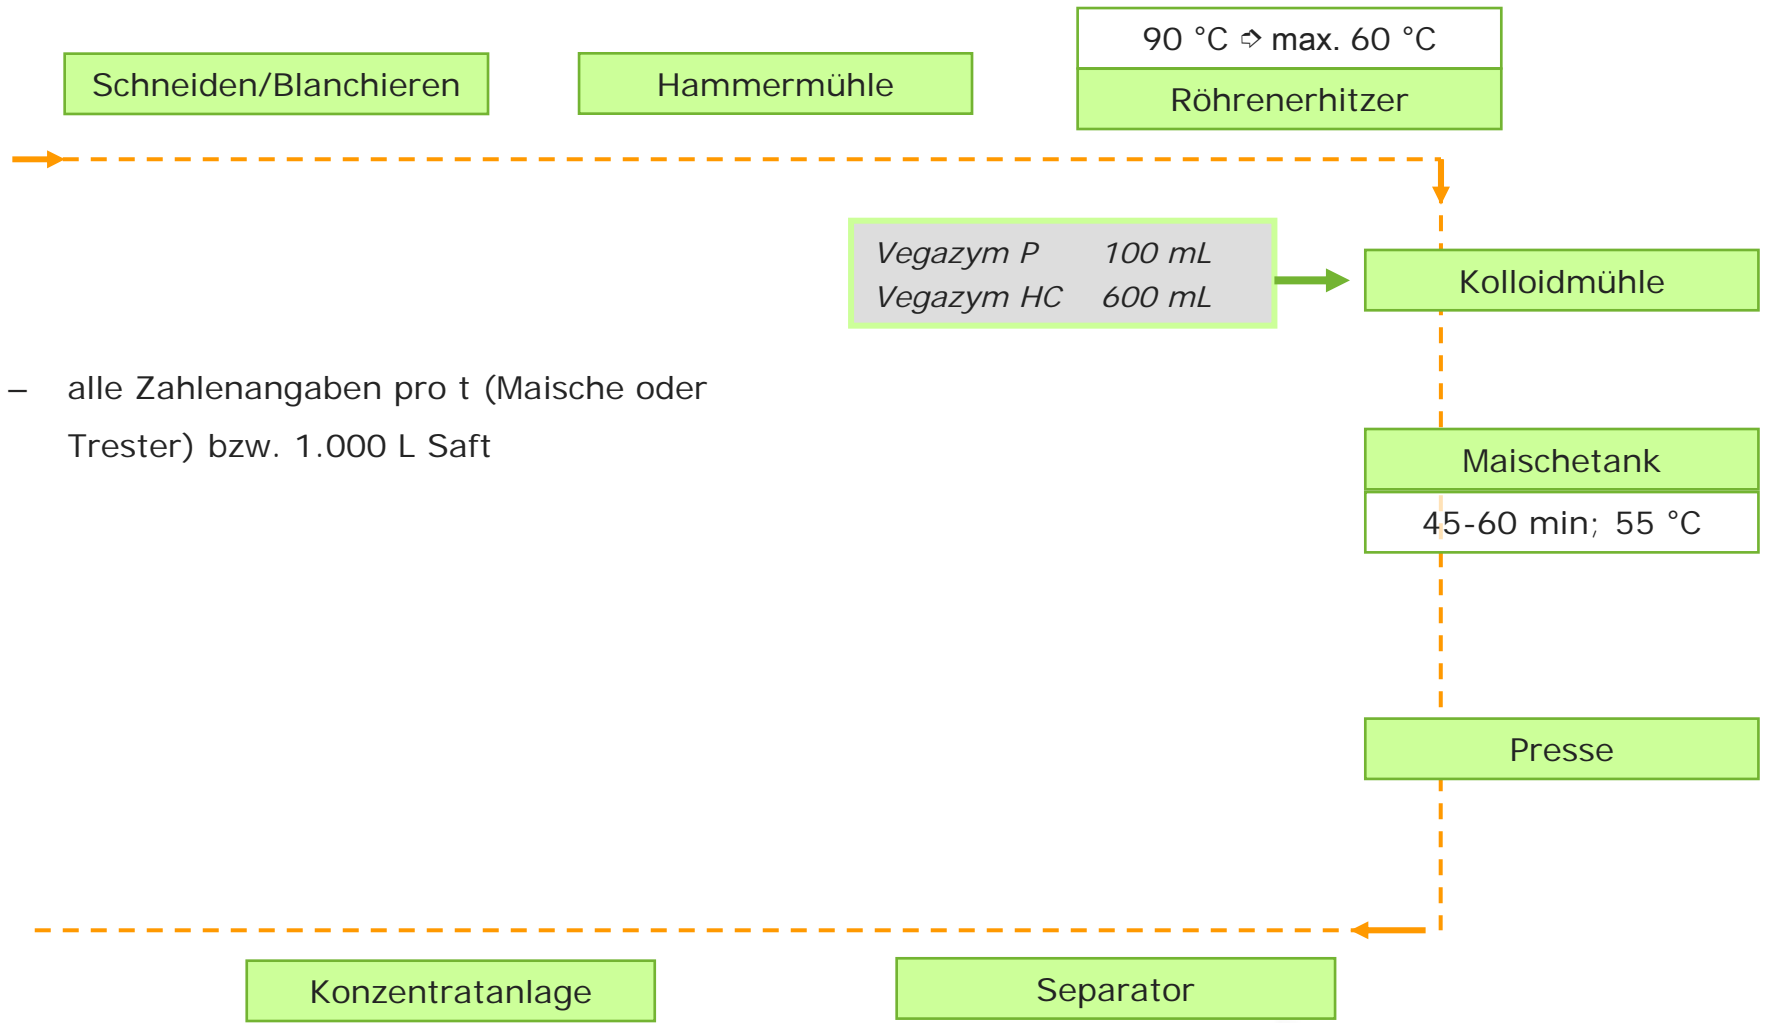 90 °C ➩ max. 60 °C
Schneiden/Blanchieren
Hammermühle
Röhrenerhitzer
Vegazym P 100 mL
Vegazym HC 600 mL
Kolloidmühle
– alle Zahlenangaben pro t (Maische oder
Trester) bzw. 1.000 L Saft
Maischetank
45-60 min; 55 °C
Presse
Konzentratanlage
Separator